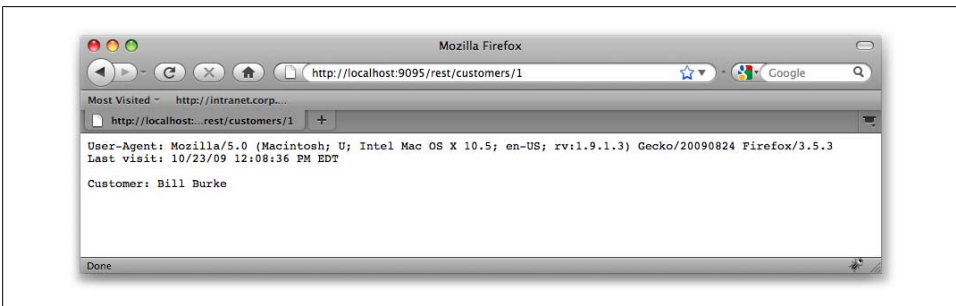 Mozilla Firefox
http://localhost:9095/rest/customers/1
Google
Most Visited
http://intranet.corp....
http://localhost:...rest/customers/1
User-Agent: Mozilla/5.0 (Macintosh; U; Intel Mac OS X 10.5; en-US; rv:1.9.1.3) Gecko/20090824 Firefox/3.5.3
Last visit: 10/23/09 12:08:36 PM EDT
Customer: Bill Burke
Done